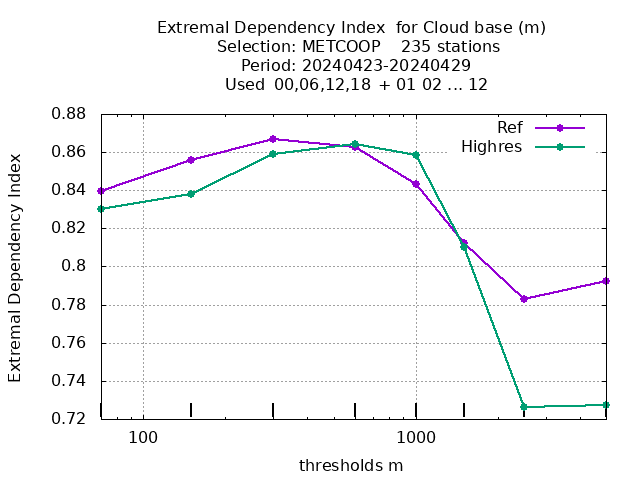 Extremal Dependency Index  for Cloud base (m)
Selection: METCOOP    235 stations
Period: 20240423-20240429
Used  00,06,12,18 + 01 02 ... 12
Ref
Highres
0.88
0.86
0.84
0.82
0.8
0.78
0.76
0.74
0.72
Extremal Dependency Index
100
1000
thresholds m